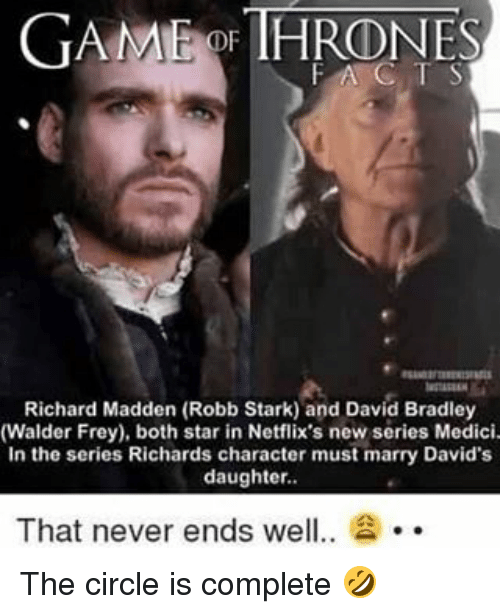 GAME OF THRONES
FACTS
Richard Madden (Robb Stark) and David Bradley
(Walder Frey), both star in Netflix's new series Medici.
In the series Richards character must marry David's
daughter..
That never ends well.. 😩 • •
The circle is complete 🤣